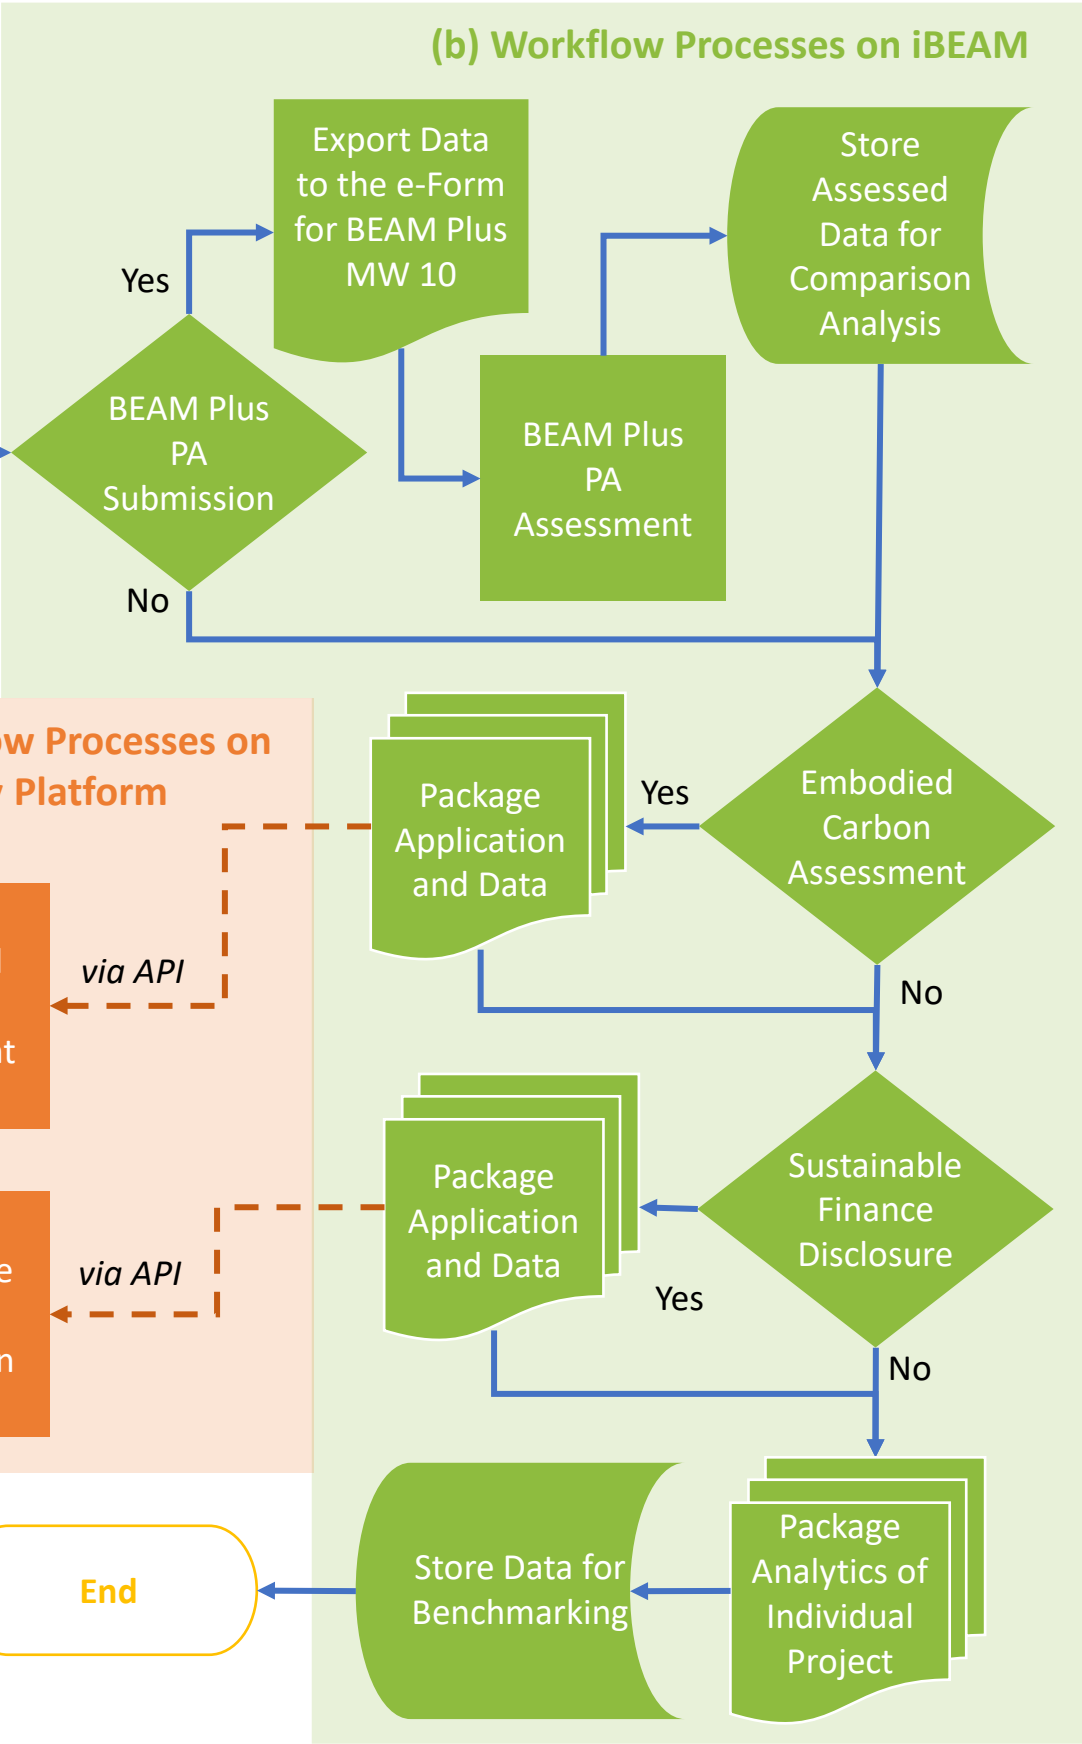 (b) Workflow Processes on iBEAM
Export Data
to the e-Form
for BEAM Plus
MW 10
Store
Assessed
Data for
Comparison
Analysis
Yes
BEAM Plus
PA
Submission
BEAM Plus
PA
Assessment
No
Processes on
Platform
Package
Application
and Data
Yes
Embodied
Carbon
Assessment
via API
No
Package
Application
and Data
Sustainable
Finance
Disclosure
via API
Yes
No
End
Store Data for
Benchmarking
Package
Analytics of
Individual
Project